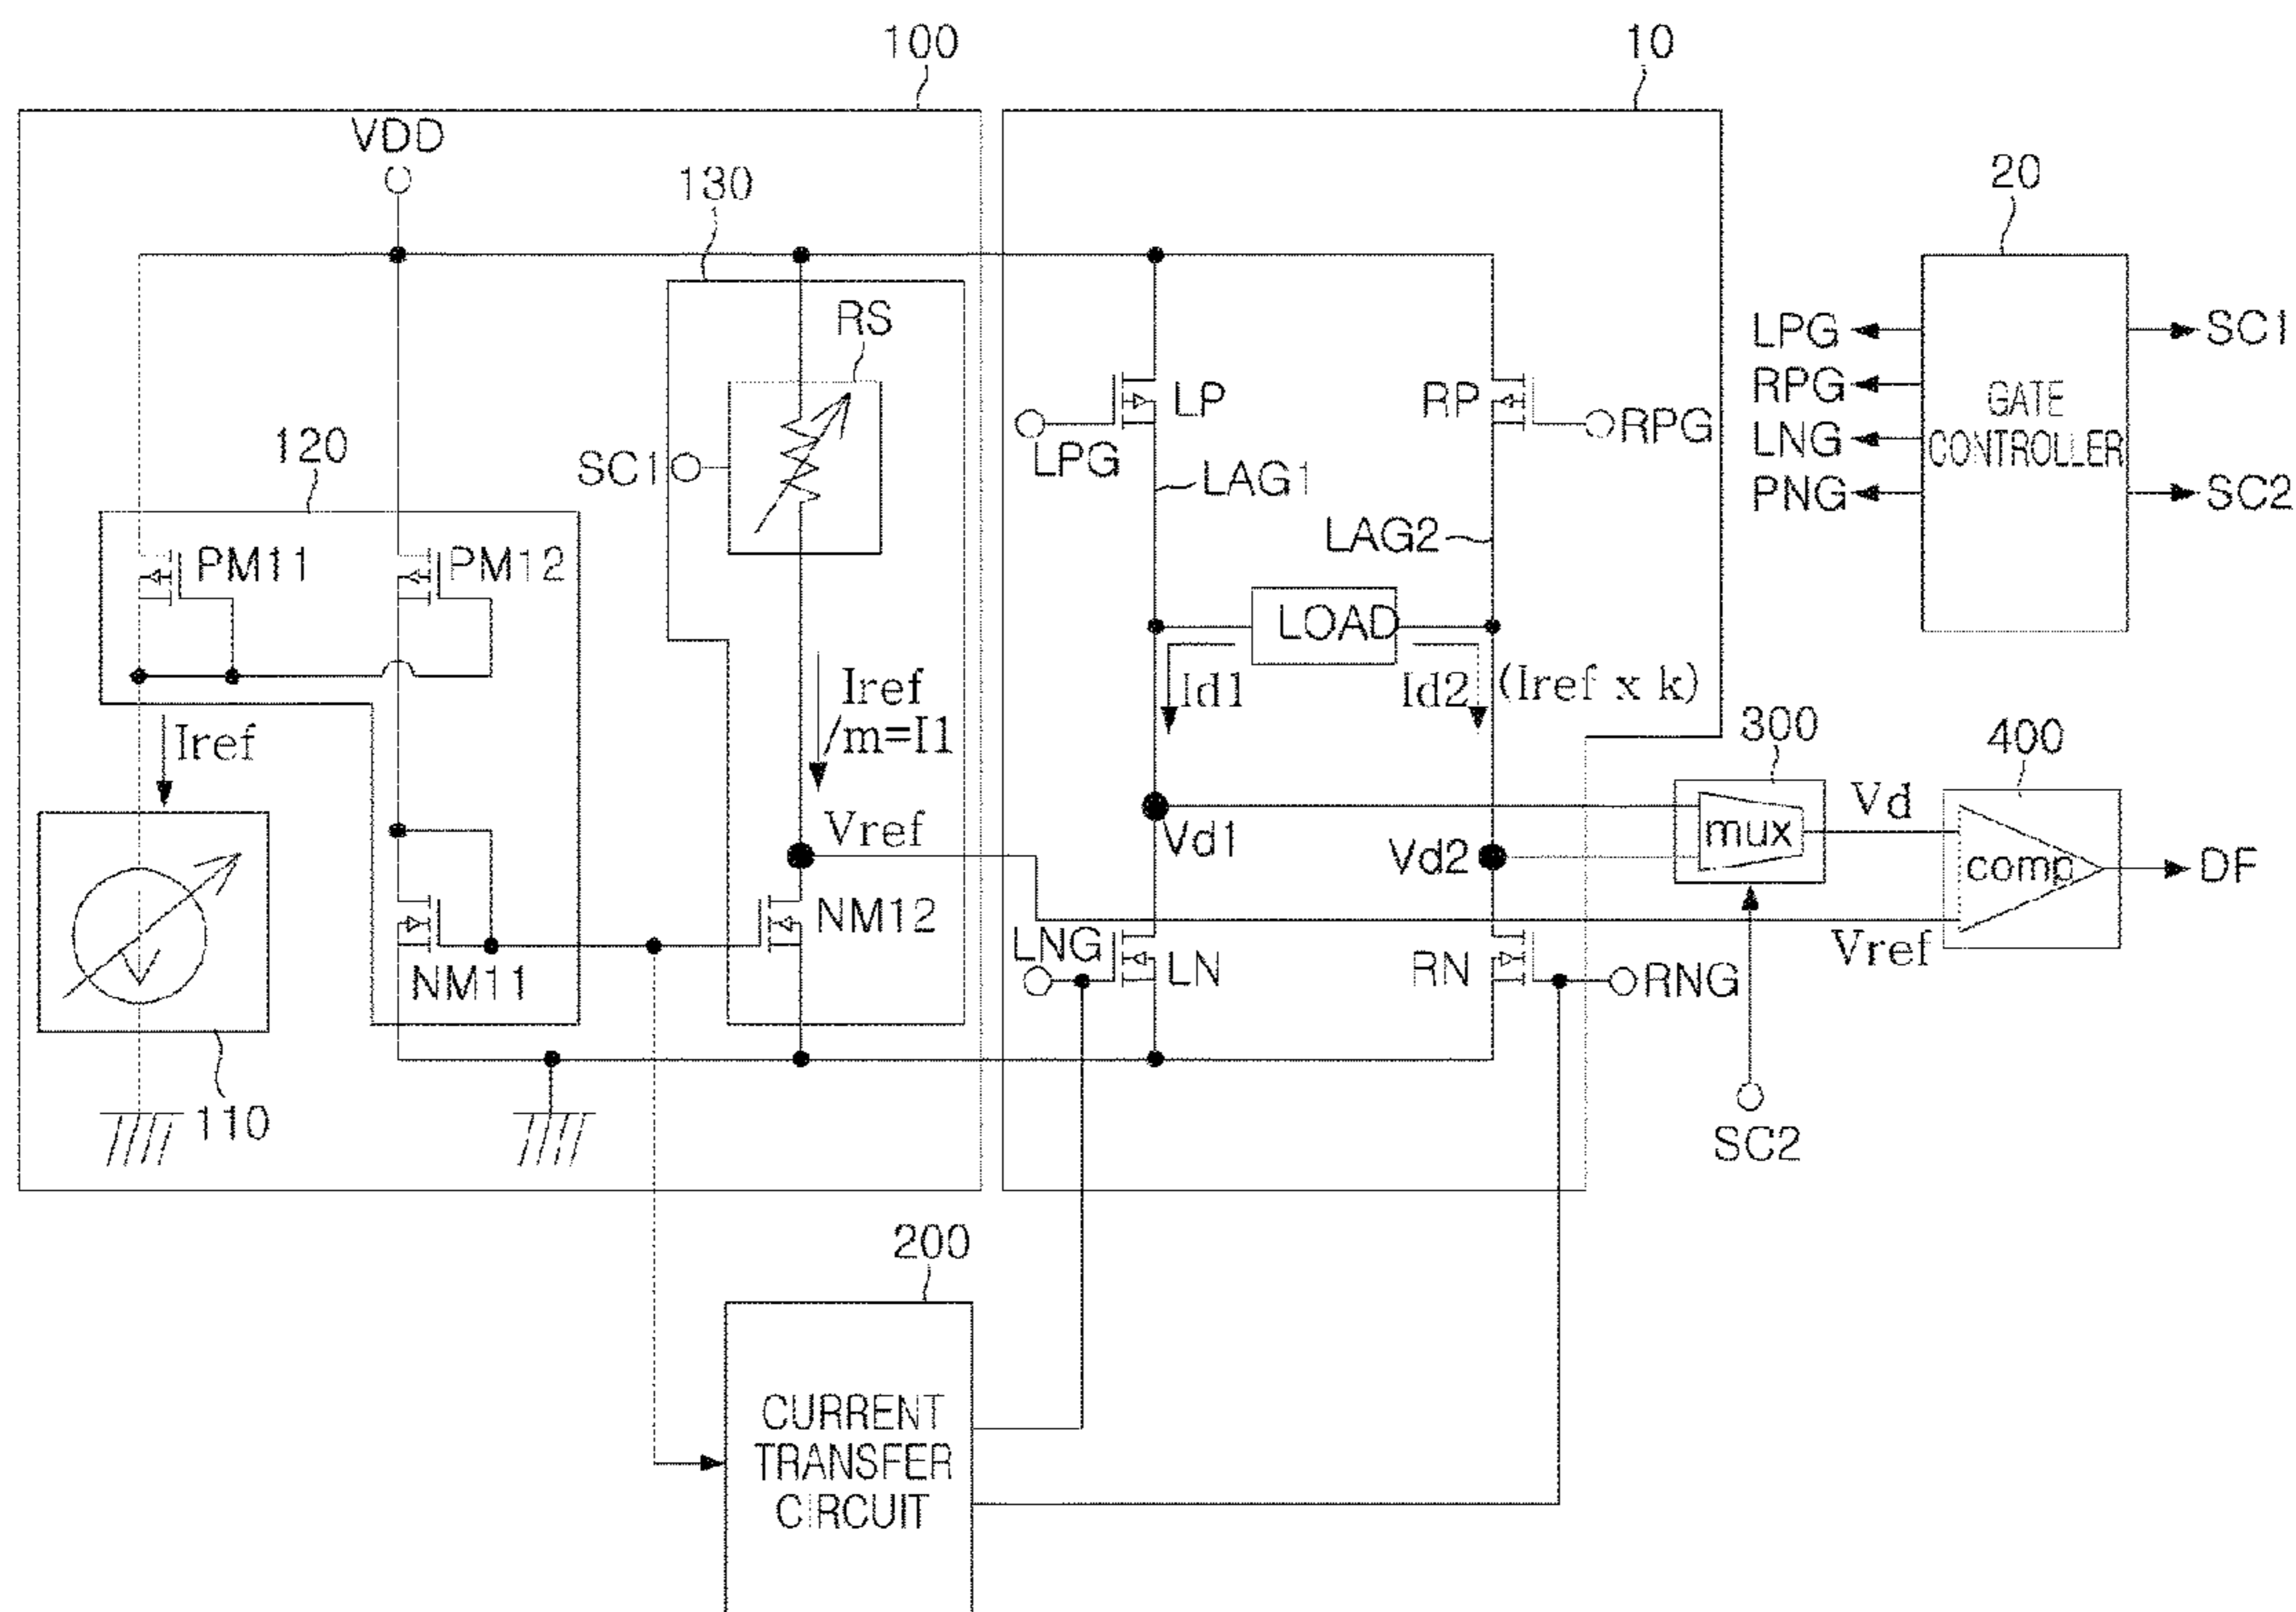 100
10
VDD
130
20
RS
LPG
SC1
RPG
GATE
LNG
CONTROLLER
PNG
SC2
LP
RP
LPG
RPG
SC1
120
LAG1
LAG2
PM11
PM12
LOAD
Iref
/m=I1
Id1
Id2
(Iref x k)
Iref
300
400
Vref
Vd1
Vd2
mux
Vd
comp
DF
NM12
LNG
LN
RN
RNG
Vref
NM11
110
SC2
200
CURRENT
TRANSFER
CIRCUIT